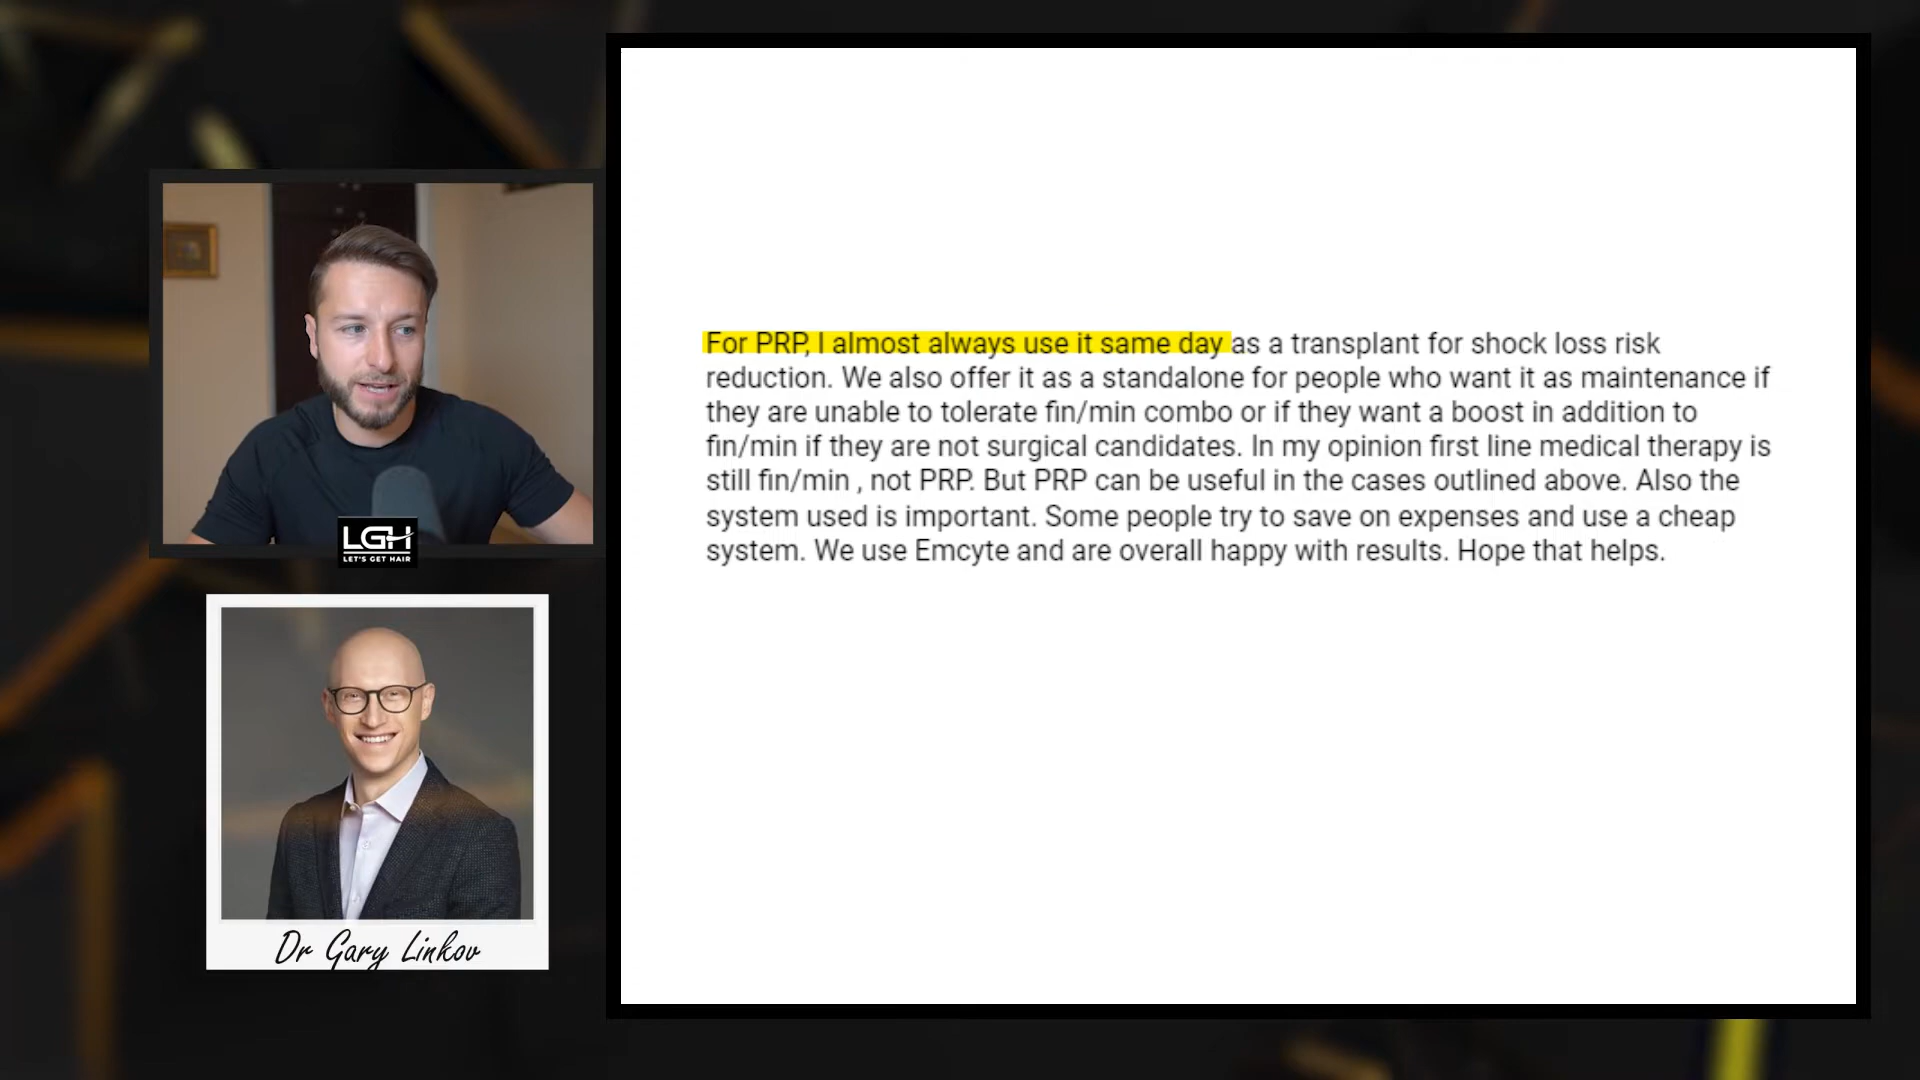 For PRP, I almost always use it same day as a transplant for shock loss risk
reduction. We also offer it as a standalone for people who want it as maintenance if
they are unable to tolerate fin/min combo or if they want a boost in addition to
fin/min if they are not surgical candidates. In my opinion first line medical therapy is
still fin/min , not PRP. But PRP can be useful in the cases outlined above. Also the
system used is important. Some people try to save on expenses and use a cheap
system. We use Emcyte and are overall happy with results. Hope that helps.
LGH
LET'S GET HAIR
Dr Gary Linkov